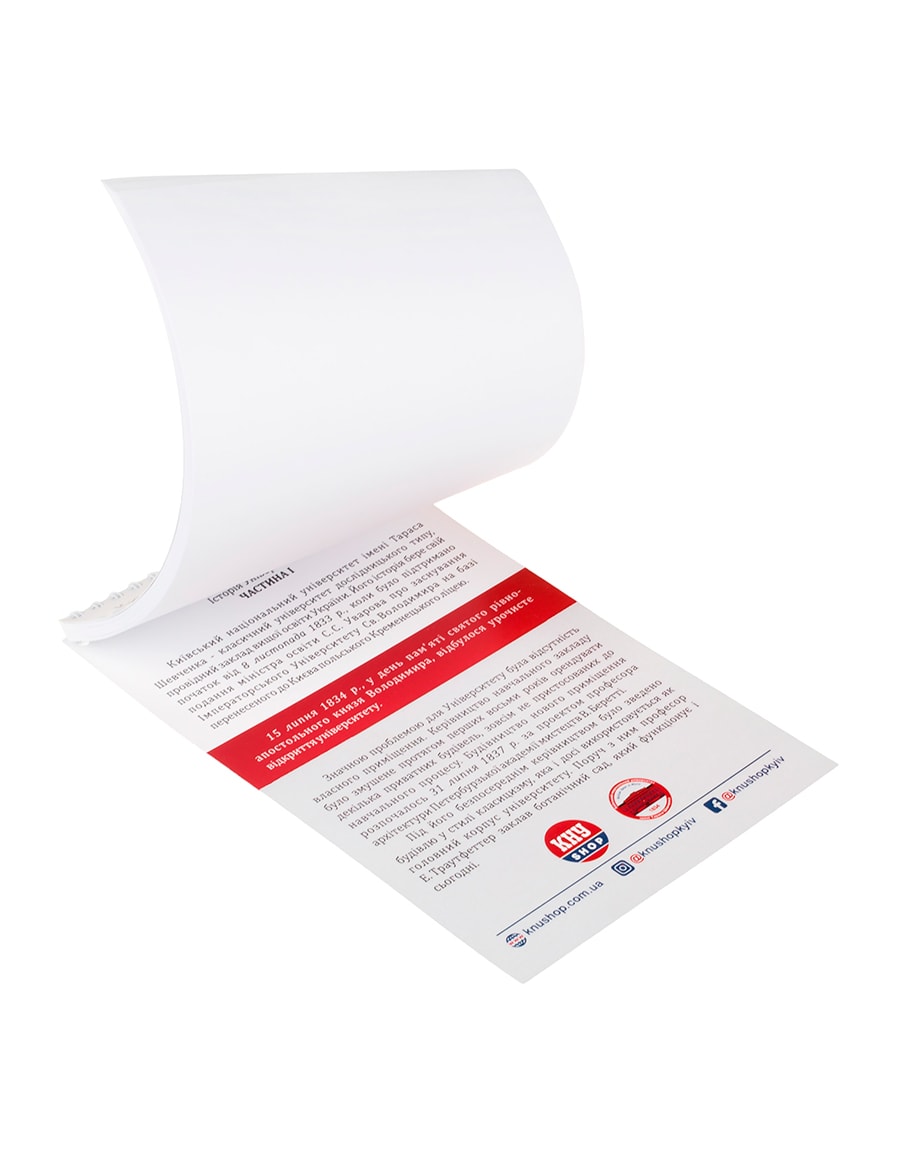 Історія
ЧАСТИНА I
Київський національний університет імені Тараса
Шевченка - класичний університет дослідницького типу,
провідний заклад вищої освіти України. Його історія бере свій
початок від 8 листопада 1833 р., коли було підтримано
подання міністра освіти С.С. Уварова про заснування
Імператорського Університету Св. Володимира на базі
перенесеного до Києва польського Кременецького ліцею.
15 липня 1834 р., у день пам'яті святого рівно-
апостольного князя Володимира, відбулося урочисте
відкриття університету.
Значною проблемою для Університету була відсутність
власного приміщення. Керівництво навчального закладу
було змушене протягом перших восьми років орендувати
декілька приватних будівель, зовсім не пристосованих до
навчального процесу. Будівництво нового приміщення
розпочалось 31 липня 1837 р. за проектом професора
архітектури Петербурзької академії мистецтв В. Беретті.
Під його безпосереднім керівництвом було зведено
будівлю у стилі класицизму, яка і досі використовується як
головний корпус університету. Поруч з ним професор
Е. Траутфеттер заклав ботанічний сад, який функціонує і
сьогодні.
KHУ
SHOP
knushop.com.ua
@knushopkyiv
@knushopkyiv